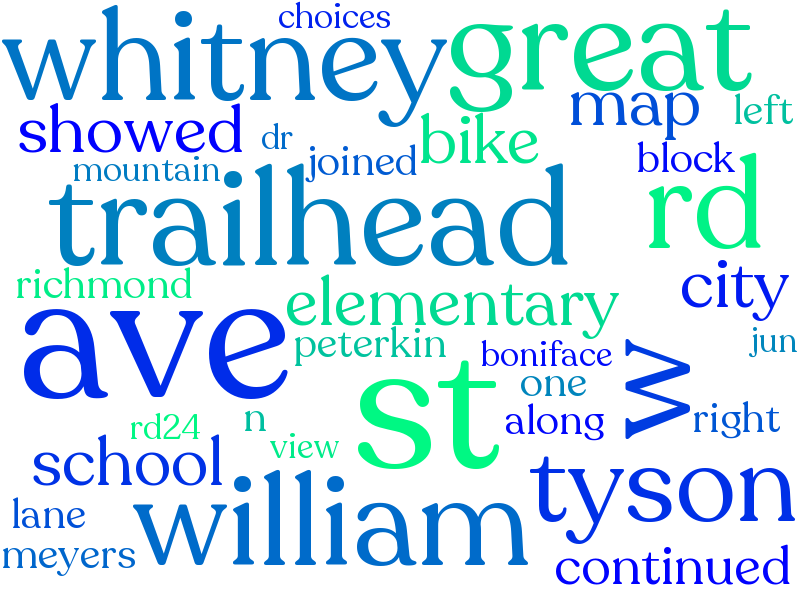 choices
whitney
great
map
left
showed
dr
bike
mountain
joined
block
trailhead
rd
richmond
elementary
city
ave
peterkin
boniface
jun
st
one
w
rd24
n
view
along
right
school
william
tyson
lane
meyers
continued